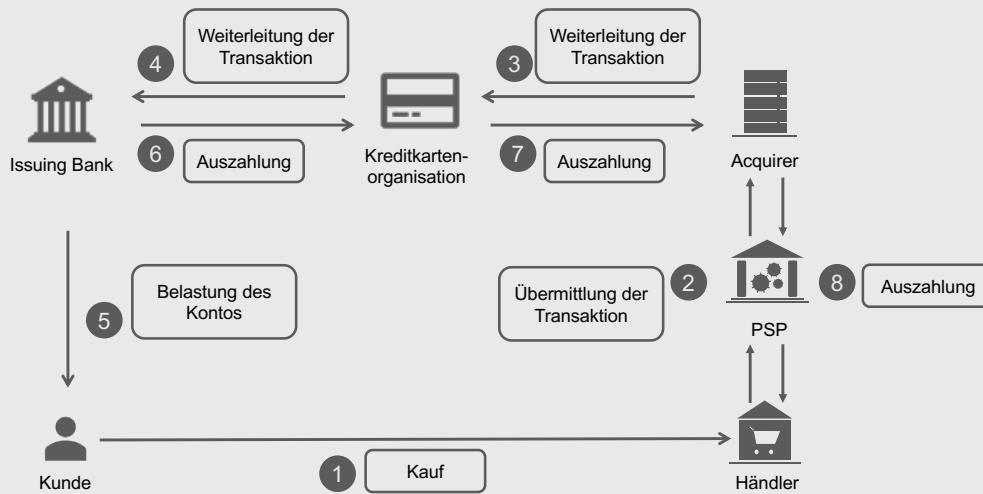 4
Weiterleitung der
Transaktion
3
Weiterleitung der
Transaktion
Issuing Bank
6
Auszahlung
Kreditkarten-
organisation
7
Auszahlung
Acquirer
5
Belastung des
Kontos
Übermittlung der
Transaktion
2
8
Auszahlung
PSP
Kunde
1
Kauf
Händler